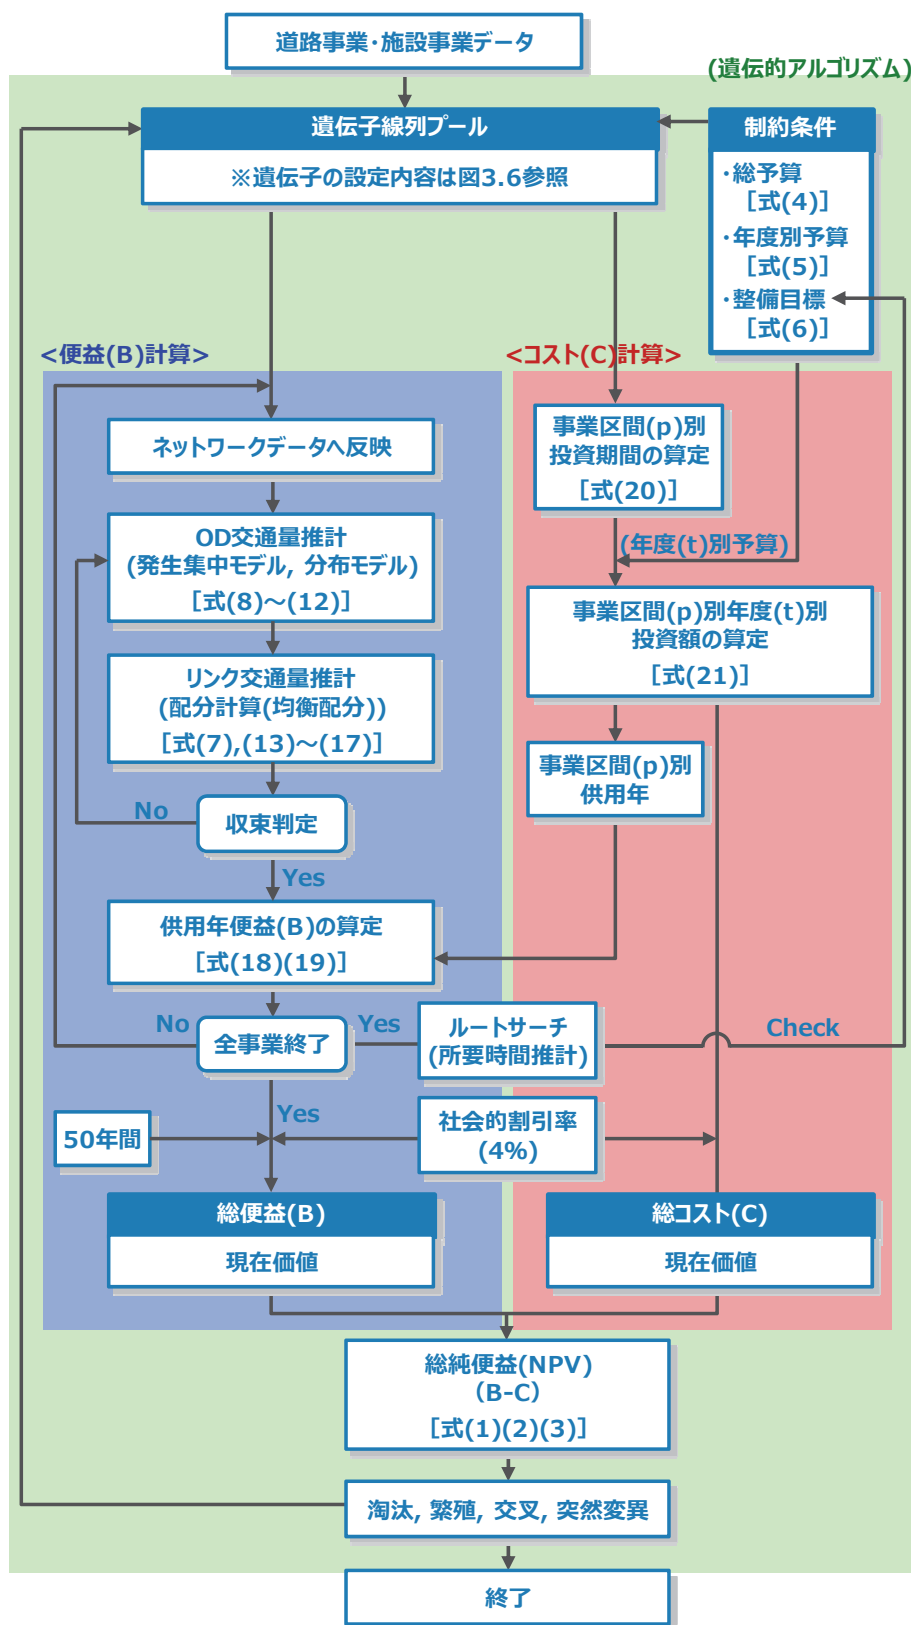 道路事業・施設事業データ
(遺伝的アルゴリズム)
遺伝子線列プール
※遺伝子の設定内容は図3.6参照
制約条件
・総予算
［式(4)］
・年度別予算
［式(5)］
・整備目標
［式(6)］
<便益(B)計算>
<コスト(C)計算>
ネットワークデータへ反映
OD交通量推計
(発生集中モデル, 分布モデル)
［式(8)～(12)］
リンク交通量推計
(配分計算(均衡配分))
［式(7),(13)～(17)］
No
収束判定
Yes
供用年便益(B)の算定
［式(18)(19)］
No
全事業終了
Yes
Yes
事業区間(p)別
投資期間の算定
［式(20)］
(年度(t)別予算)
事業区間(p)別年度(t)別
投資額の算定
［式(21)］
事業区間(p)別
供用年
ルートサーチ
(所要時間推計)
Check
50年間
社会的割引率
(4%)
総便益(B)
現在価値
総コスト(C)
現在価値
総純便益(NPV)
（B-C）
［式(1)(2)(3)］
淘汰, 繁殖, 交叉, 突然変異
終了